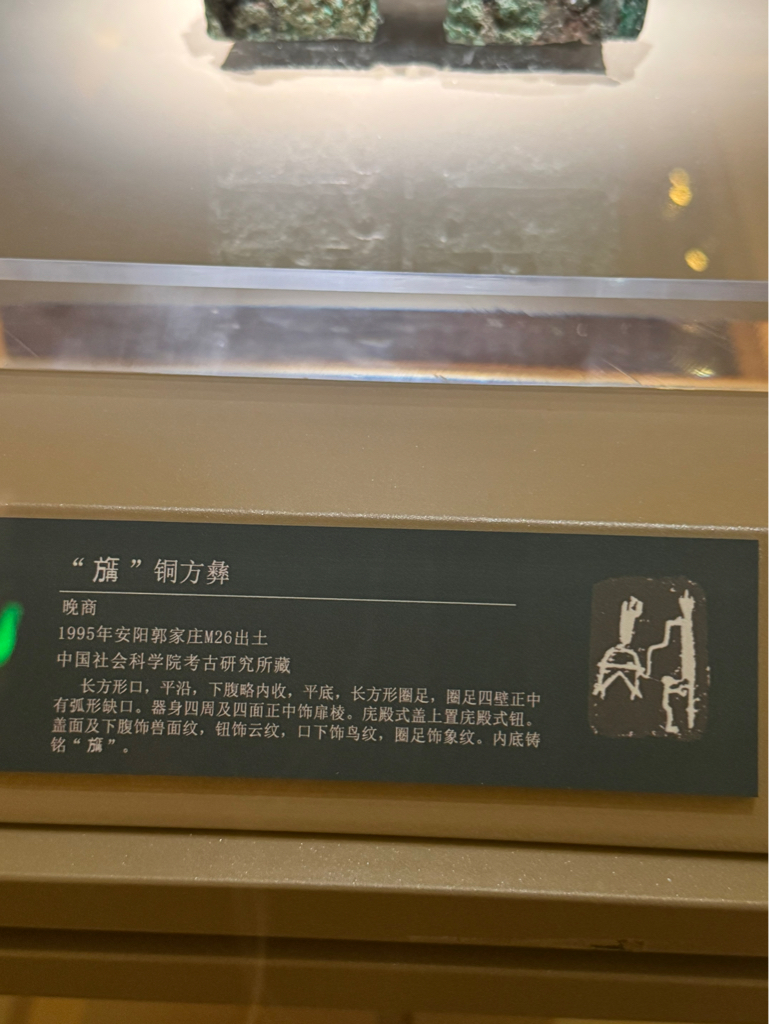 “ ”铜方彝
晚商
1995年安阳郭家庄M26出土
中国社会科学院考古研究所藏
长方形口，平沿，下腹略内收，平底，长方形圈足，圈足四壁正中
有弧形缺口。器身四周及四面正中饰扉棱。庑殿式盖上置庑殿式钮。
盖面及下腹饰兽面纹，钮饰云纹，口下饰鸟纹，圈足饰象纹。内底铸
铭“ ”。